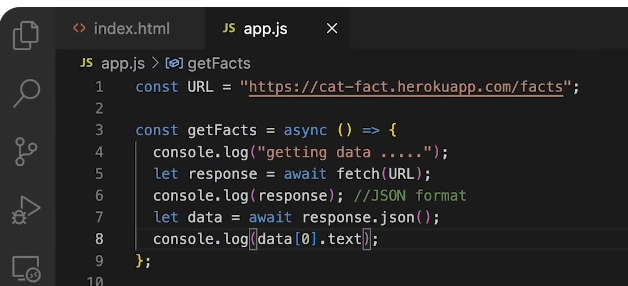 <> index.html JS app.js ×
JS app.js > getFacts
1 const URL = "https://cat-fact.herokuapp.com/facts";
2
3 const getFacts = async () => {
4 console.log("getting data .....");
5 let response = await fetch(URL);
6 console.log(response); //JSON format
7 let data = await response.json();
8 console.log(data[0].text);
9 };
10